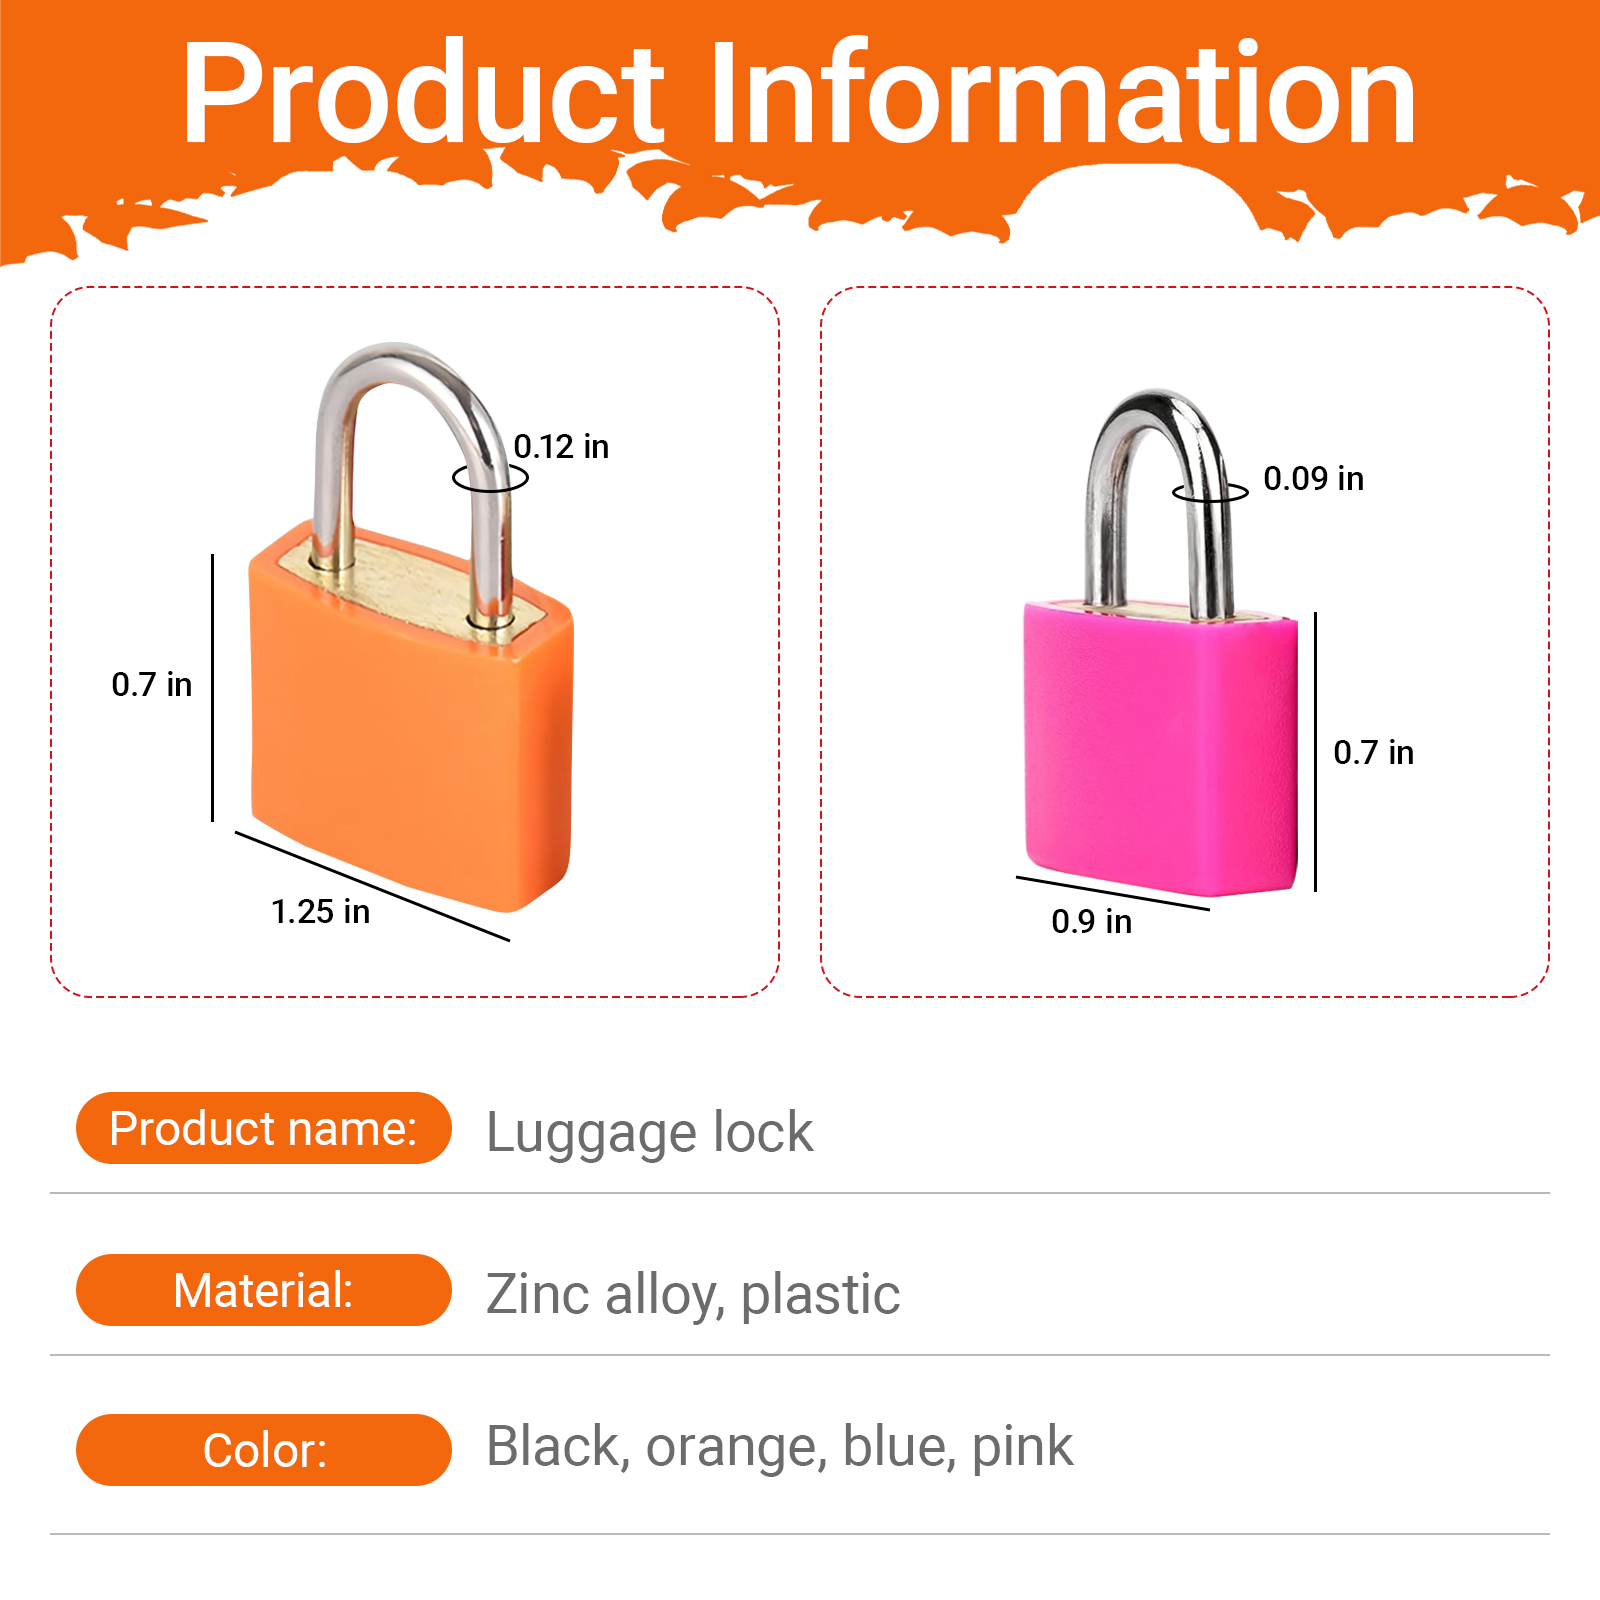 Product Information
0.12 in
0.7 in
1.25 in
0.09 in
0.7 in
0.9 in
Product name: Luggage lock
Material: Zinc alloy, plastic
Color: Black, orange, blue, pink